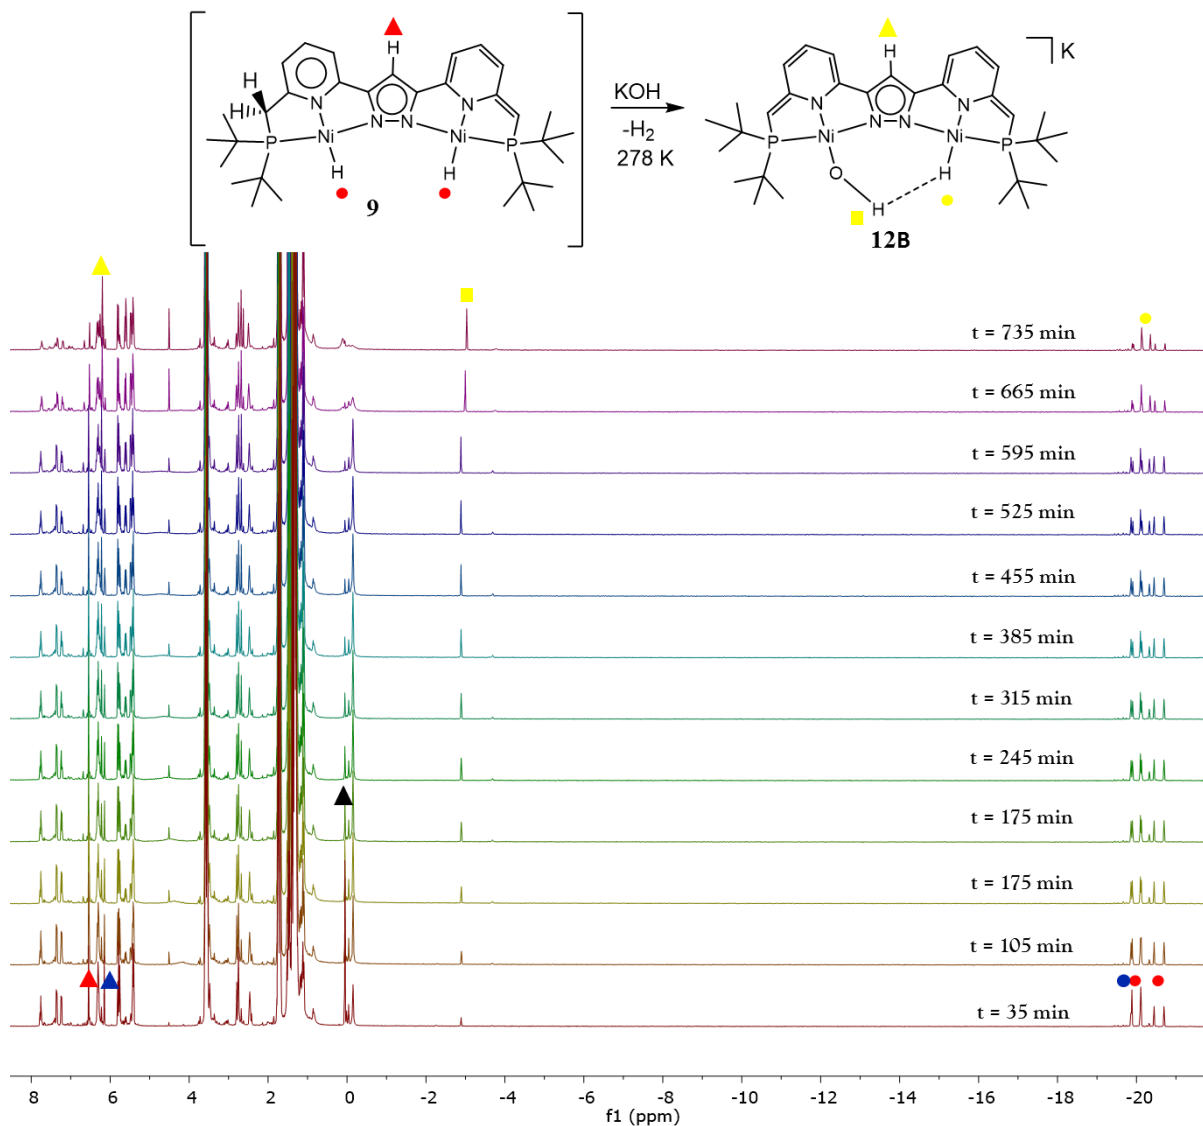 H
H
H
H
N
N
N
N
P
Ni
Ni
P
H
H
9
KOH
-H2
278 K
K
H
N
N
N
N
P
Ni
Ni
P
O
H
H
12B
t = 735 min
t = 665 min
t = 595 min
t = 525 min
t = 455 min
t = 385 min
t = 315 min
t = 245 min
t = 175 min
t = 175 min
t = 105 min
t = 35 min
8 6 4 2 0 -2 -4 -6 -8 -10 -12 -14 -16 -18 -20
f1 (ppm)